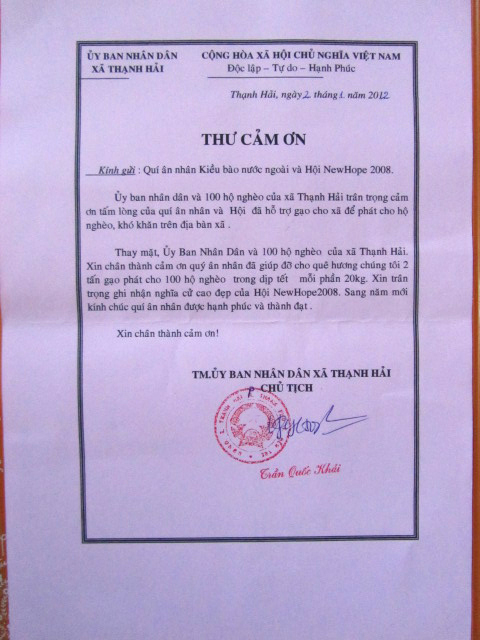 ỦY BAN NHÂN DÂN
XÃ THẠNH HẢI
CỘNG HÒA XÃ HỘI CHỦ NGHĨA VIỆT NAM
Độc lập – Tự do – Hạnh Phúc
Thạnh Hải, ngày 2 tháng 1 năm 2012
THƯ CẢM ƠN
Kính gửi : Quí ân nhân Kiều bào nước ngoài và Hội NewHope 2008.
Ủy ban nhân dân và 100 hộ nghèo của xã Thạnh Hải trân trọng cảm
ơn tấm lòng của quí ân nhân và Hội đã hỗ trợ gạo cho xã để phát cho hộ
nghèo, khó khăn trên địa bàn xã .
Thay mặt, Ủy Ban Nhân Dân và 100 hộ nghèo của xã Thạnh Hải.
Xin chân thành cảm ơn quý ân nhân đã giúp đỡ cho quê hương chúng tôi 2
tấn gạo phát cho 100 hộ nghèo trong dịp tết mỗi phần 20kg. Xin trân
trọng ghi nhận nghĩa cử cao đẹp của Hội NewHope2008. Sang năm mới
kính chúc quí ân nhân được hạnh phúc và thành đạt .
Xin chân thành cảm ơn!
TM.ỦY BAN NHÂN DÂN XÃ THẠNH HẢI
CHỦ TỊCH
Trần Quốc Khái